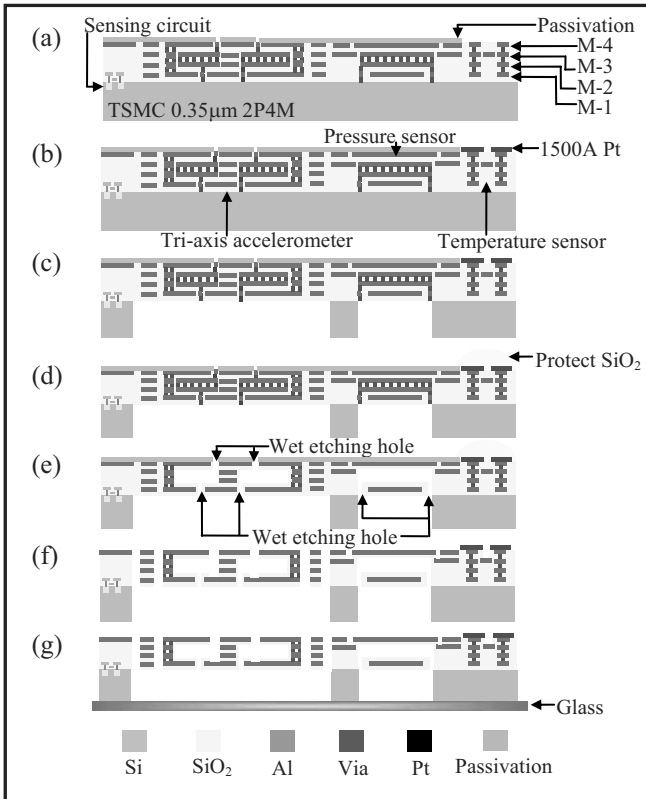 (a)
Sensing circuit
Passivation
M-4
M-3
M-2
M-1
TSMC 0.35μm 2P4M
(b)
Pressure sensor
1500A Pt
Tri-axis accelerometer
Temperature sensor
(c)
(d)
Protect SiO₂
(e)
Wet etching hole
Wet etching hole
(f)
(g)
Glass
Si SiO₂ Al Via Pt Passivation